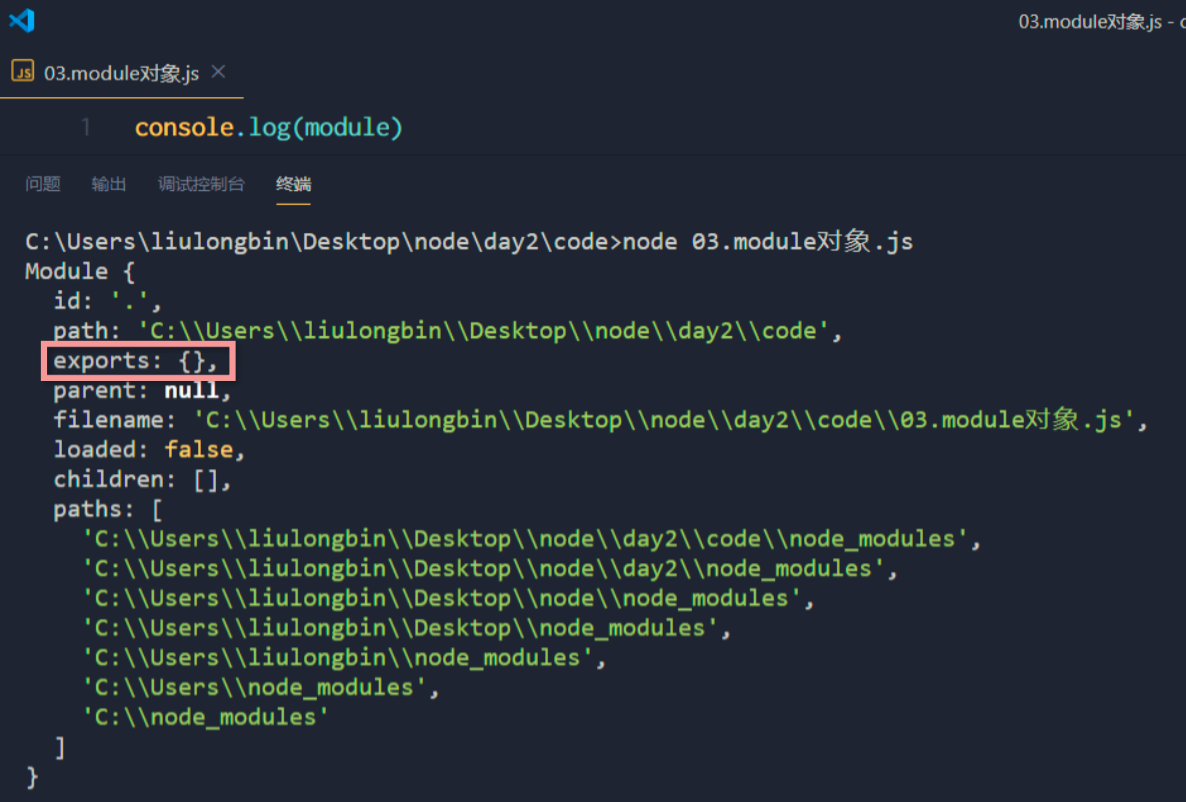 03.module对象.js -
JS 03.module对象.js ×
1 console.log(module)
问题 输出 调试控制台 终端
C:\Users\liulongbin\Desktop\node\day2\code>node 03.module对象.js
Module {
  id: '.',
  path: 'C:\\Users\\liulongbin\\Desktop\\node\\day2\\code',
  exports: {},
  parent: null,
  filename: 'C:\\Users\\liulongbin\\Desktop\\node\\day2\\code\\03.module对象.js',
  loaded: false,
  children: [],
  paths: [
    'C:\\Users\\liulongbin\\Desktop\\node\\day2\\code\\node_modules',
    'C:\\Users\\liulongbin\\Desktop\\node\\day2\\node_modules',
    'C:\\Users\\liulongbin\\Desktop\\node\\node_modules',
    'C:\\Users\\liulongbin\\Desktop\\node_modules',
    'C:\\Users\\liulongbin\\node_modules',
    'C:\\Users\\node_modules',
    'C:\\node_modules'
  ]
}